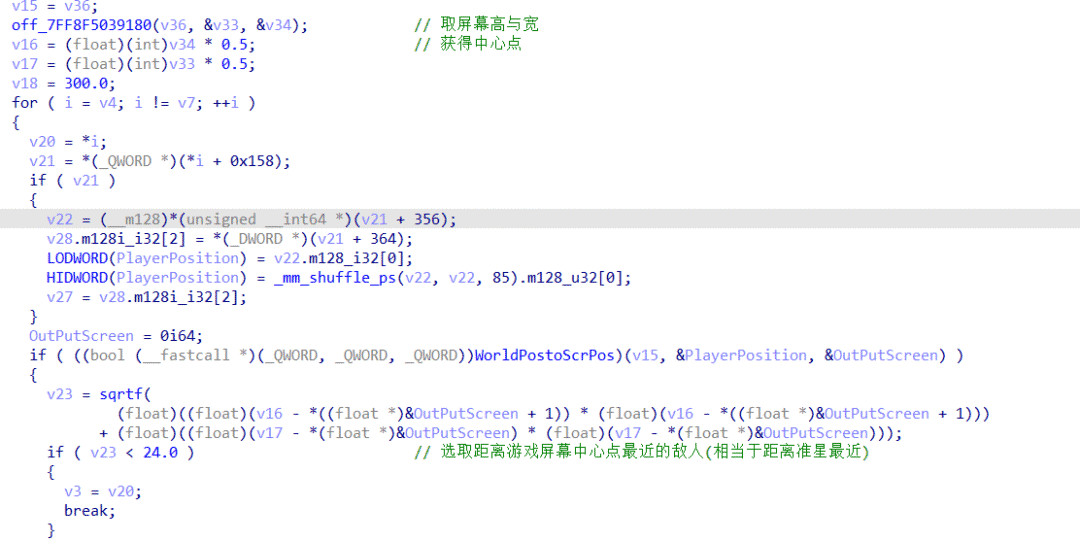 v15 = v36;
off_7FF8F5039180(v36, &v33, &v34); // 取屏幕高与宽
v16 = (float)(int)v34 * 0.5; // 获得中心点
v17 = (float)(int)v33 * 0.5;
v18 = 300.0;
for ( i = v4; i != v7; ++i )
{
v20 = *i;
v21 = *(_QWORD *)(*i + 0x158);
if ( v21 )
{
v22 = (__m128)*(unsigned __int64 *)(v21 + 356);
v28.m128i_i32[2] = *(_DWORD *)(v21 + 364);
LODWORD(PlayerPosition) = v22.m128_i32[0];
HIDWORD(PlayerPosition) = _mm_shuffle_ps(v22, v22, 85).m128_u32[0];
v27 = v28.m128i_i32[2];
}
OutPutScreen = 0i64;
if ( ((bool (__fastcall *)(_QWORD, _QWORD, _QWORD))WorldPostoScrPos)(v15, &PlayerPosition, &OutPutScreen) )
{
v23 = sqrtf(
(float)((float)(v16 - *((float *)&OutPutScreen + 1)) * (float)(v16 - *((float *)&OutPutScreen + 1)))
+ (float)((float)(v17 - *(float *)&OutPutScreen) * (float)(v17 - *(float *)&OutPutScreen)));
if ( v23 < 24.0 ) // 选取距离游戏屏幕中心点最近的敌人(相当于距离准星最近)
{
v3 = v20;
break;
}